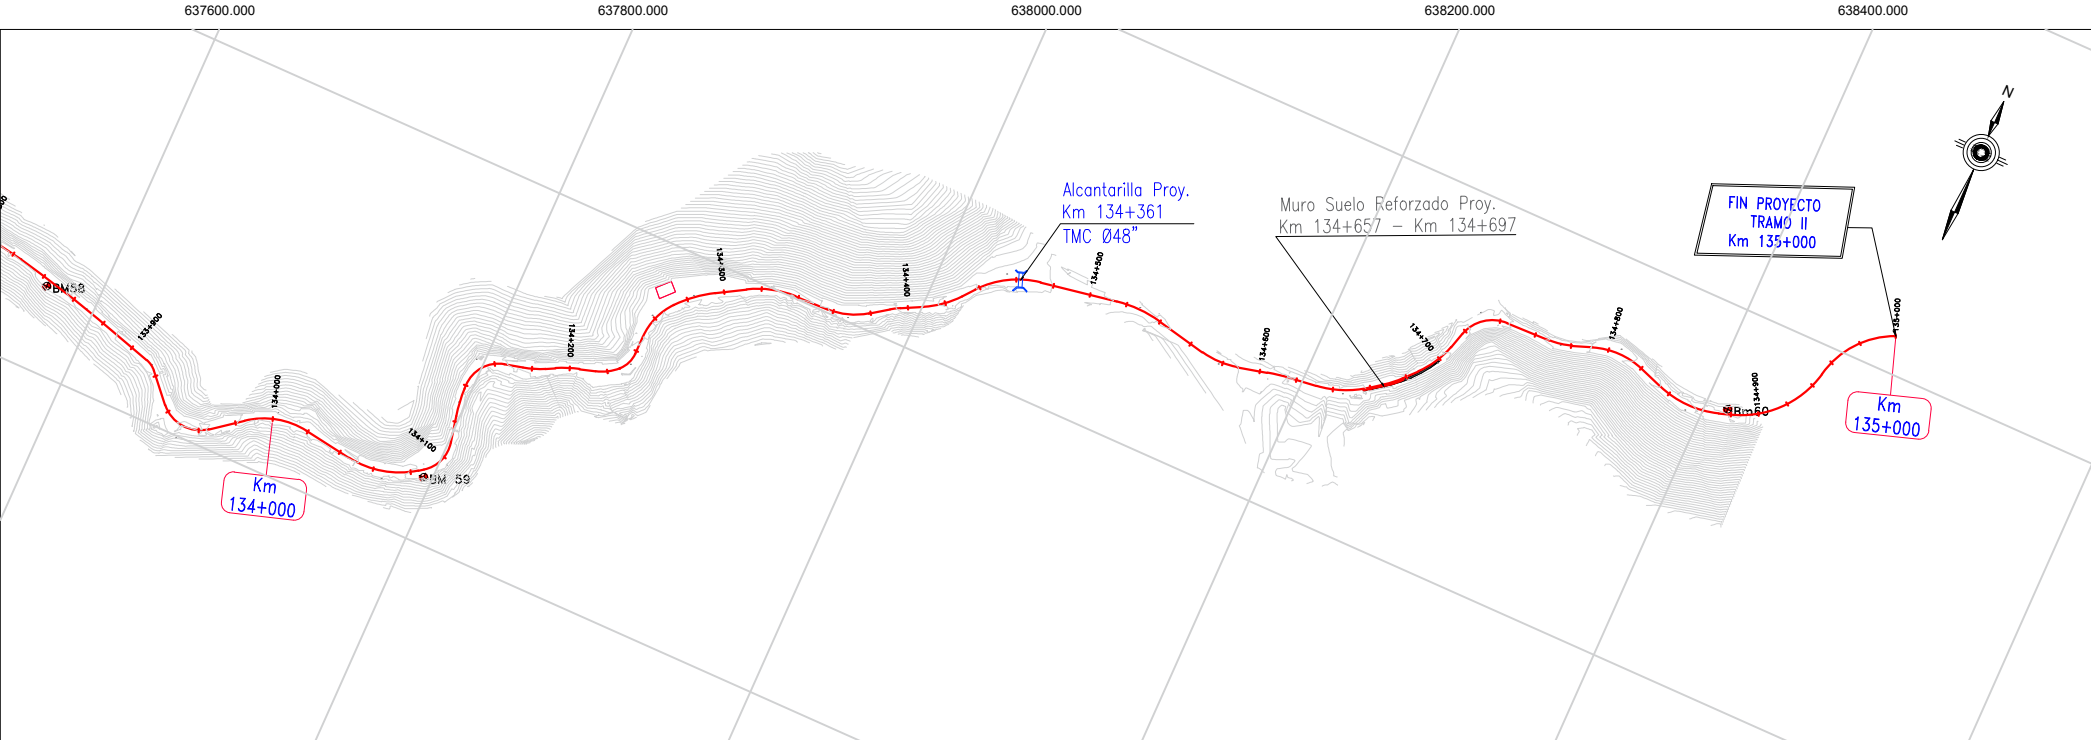 637600.000
637800.000
638000.000
638200.000
638400.000
N
Alcantarilla Proy.
Km 134+361
TMC Ø48”
Muro Suelo Reforzado Proy.
Km 134+657 – Km 134+697
FIN PROYECTO
TRAMO II
Km 135+000
BM58
133+900
134+000
134+100
BM 59
134+200
134+300
134+400
134+500
134+600
134+700
134+800
134+900
Bm60
135+000
Km
134+000
Km
135+000